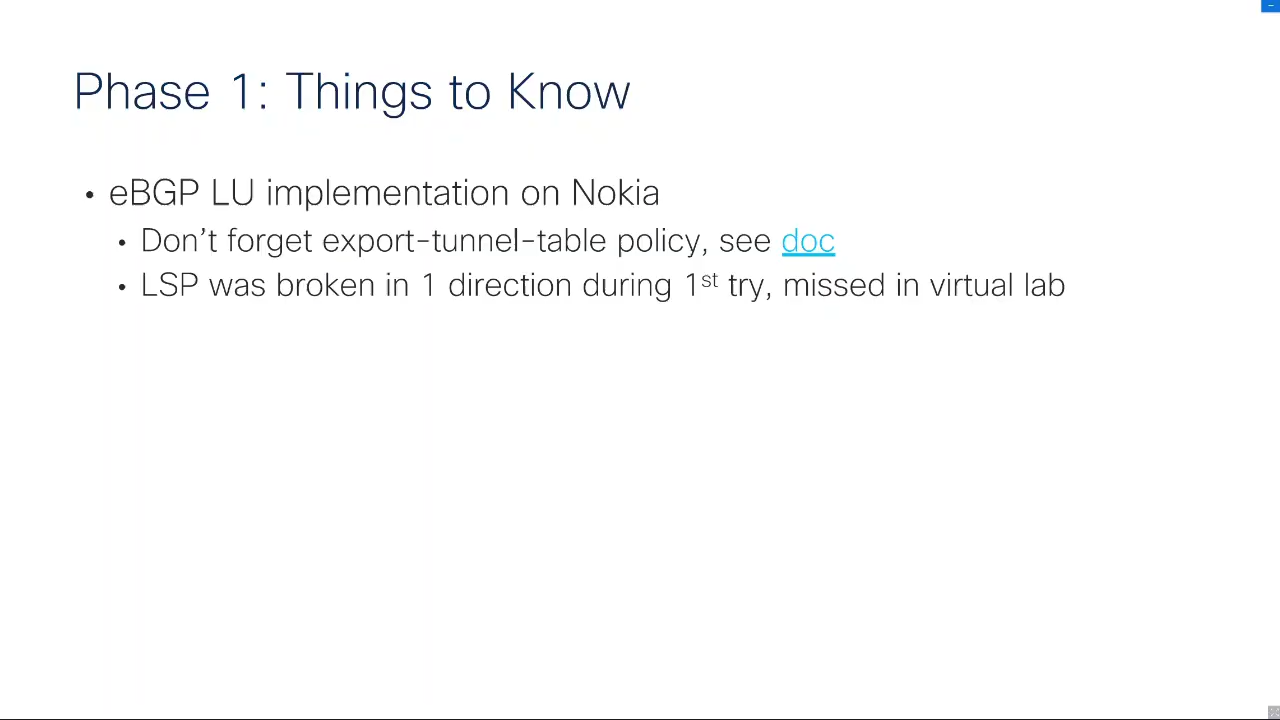 Phase 1: Things to Know
• eBGP LU implementation on Nokia
• Don't forget export-tunnel-table policy, see doc
• LSP was broken in 1 direction during 1st try, missed in virtual lab